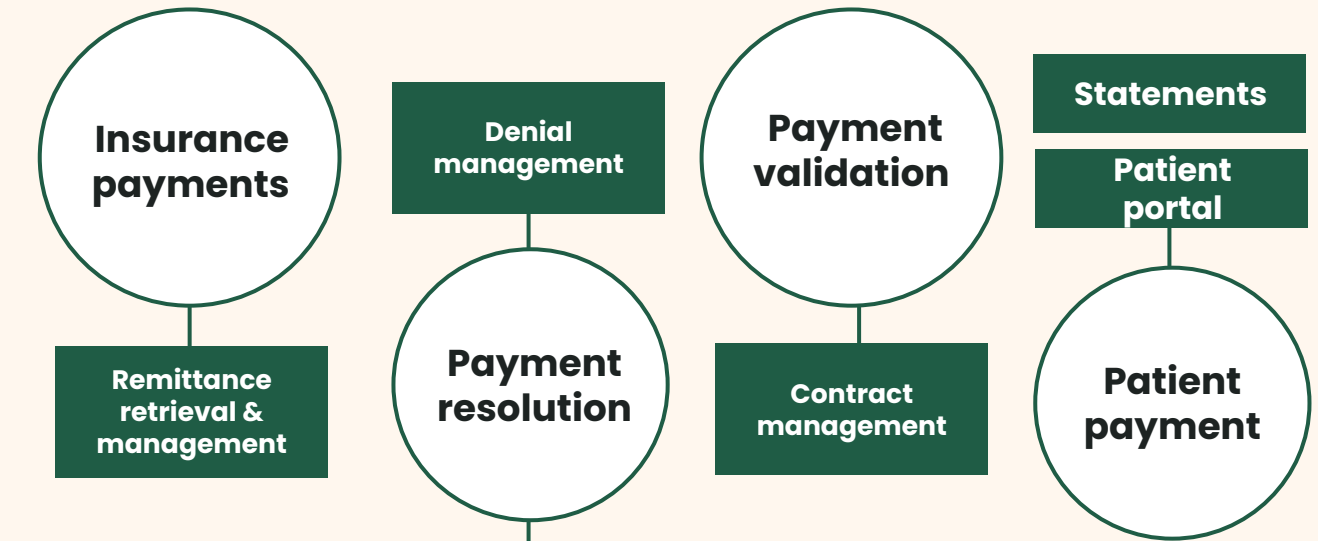 Insurance
payments
Remittance
retrieval &
management
Denial
management
Payment
resolution
Payment
validation
Contract
management
Statements
Patient
portal
Patient
payment